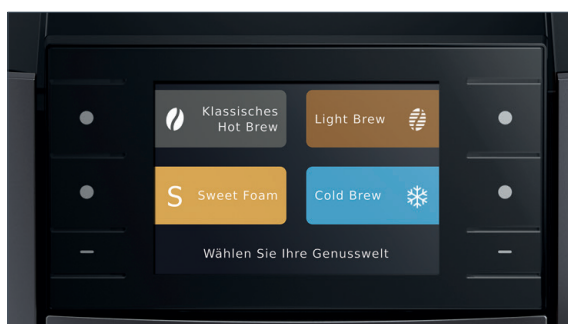 Klassisches
Hot Brew
Light Brew
S Sweet Foam
Cold Brew
Wählen Sie Ihre Genusswelt